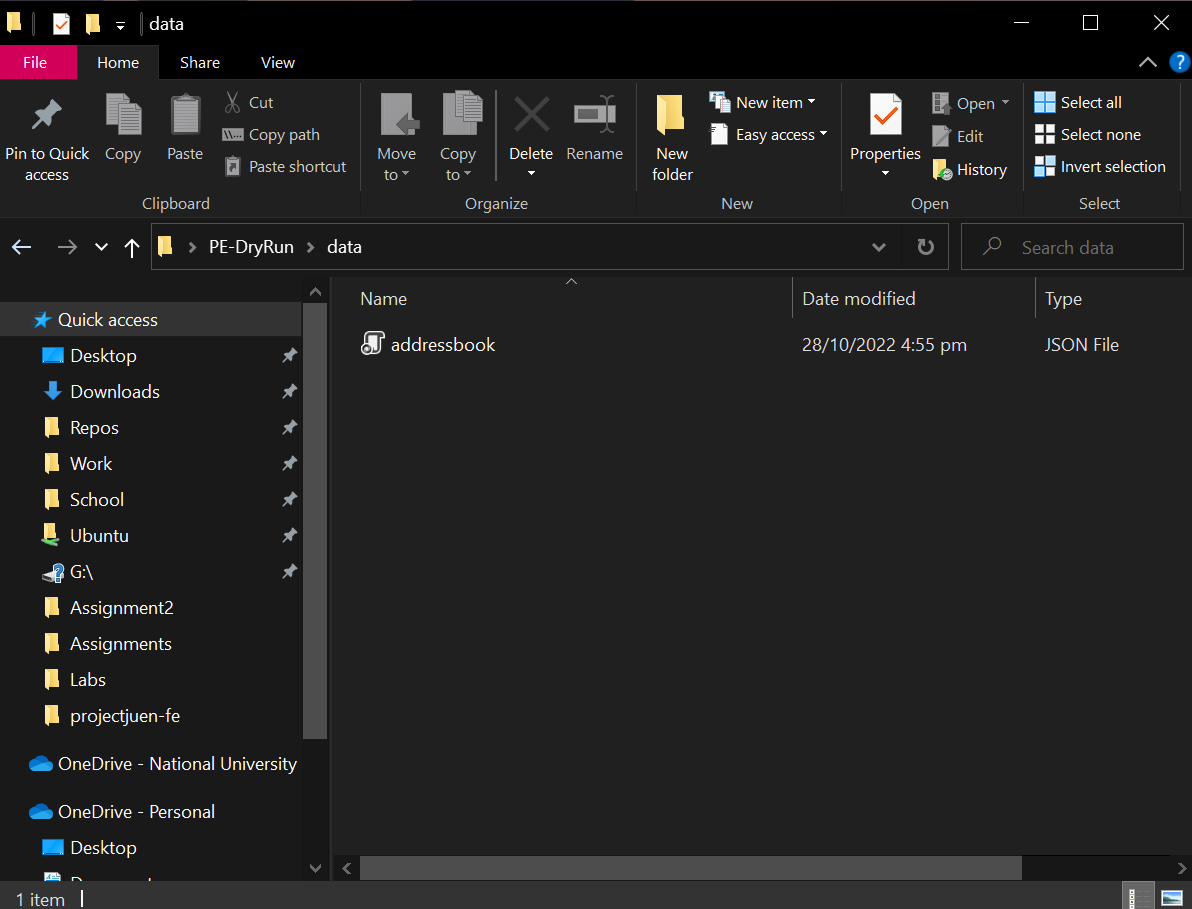 data
File Home Share View
Pin to Quick access
Copy
Paste
Cut
Copy path
Paste shortcut
Clipboard
Move to
Copy to
Delete
Rename
Organize
New folder
New item
Easy access
New
Properties
Open
Edit
History
Open
Select all
Select none
Invert selection
Select
PE-DryRun data
Search data
Name Date modified Type
addressbook 28/10/2022 4:55 pm JSON File
Quick access
Desktop
Downloads
Repos
Work
School
Ubuntu
G:\
Assignment2
Assignments
Labs
projectjuen-fe
OneDrive - National University
OneDrive - Personal
Desktop
1 item